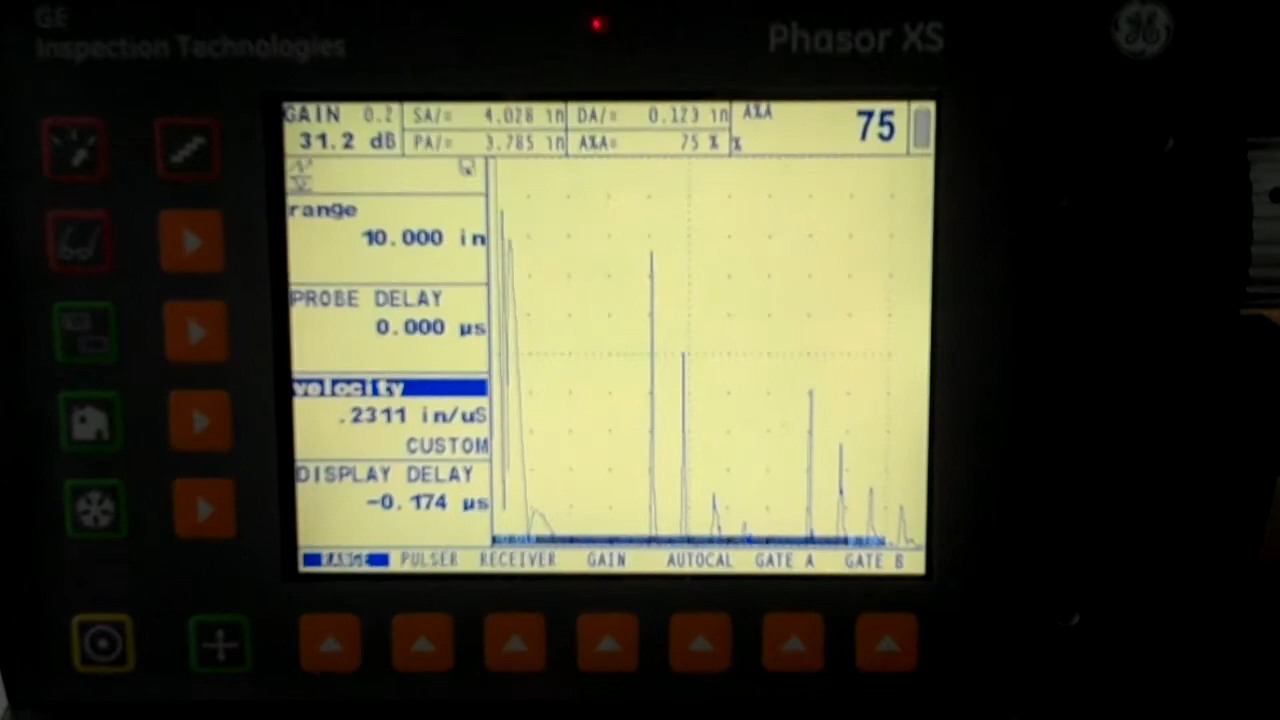 GE
Inspection Technologies
Phasor XS
GAIN 0.2
31.2 dB
SA/= 4.028 in
DA/= 0.123 in
A%A
75
PA/= 3.785 in
A%A= 75 %
%
range
10.000 in
PROBE DELAY
0.000 µs
velocity
.2311 in/uS
CUSTOM
DISPLAY DELAY
-0.174 µs
PULSER RECEIVER GAIN AUTOCAL GATE A GATE B